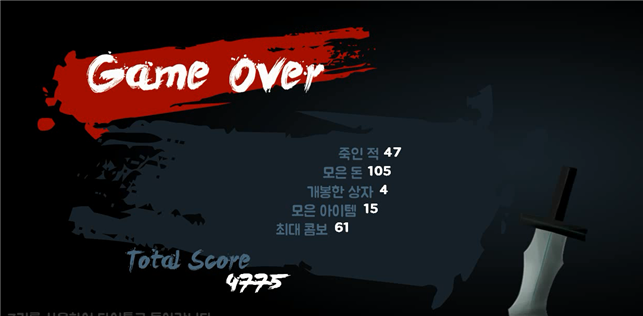 Game over
죽인 적 47
모은 돈 105
개봉한 상자 4
모은 아이템 15
최대 콤보 61
Total Score
4775